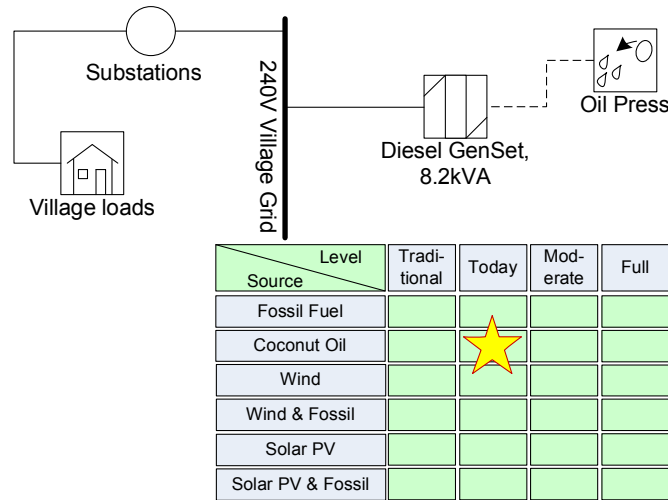 Substations
240V Village Grid
Oil Press
Diesel GenSet,
8.2kVA
Village loads
Level
Source
Tradi-
tional
Today
Mod-
erate
Full
Fossil Fuel
Coconut Oil
Wind
Wind & Fossil
Solar PV
Solar PV & Fossil